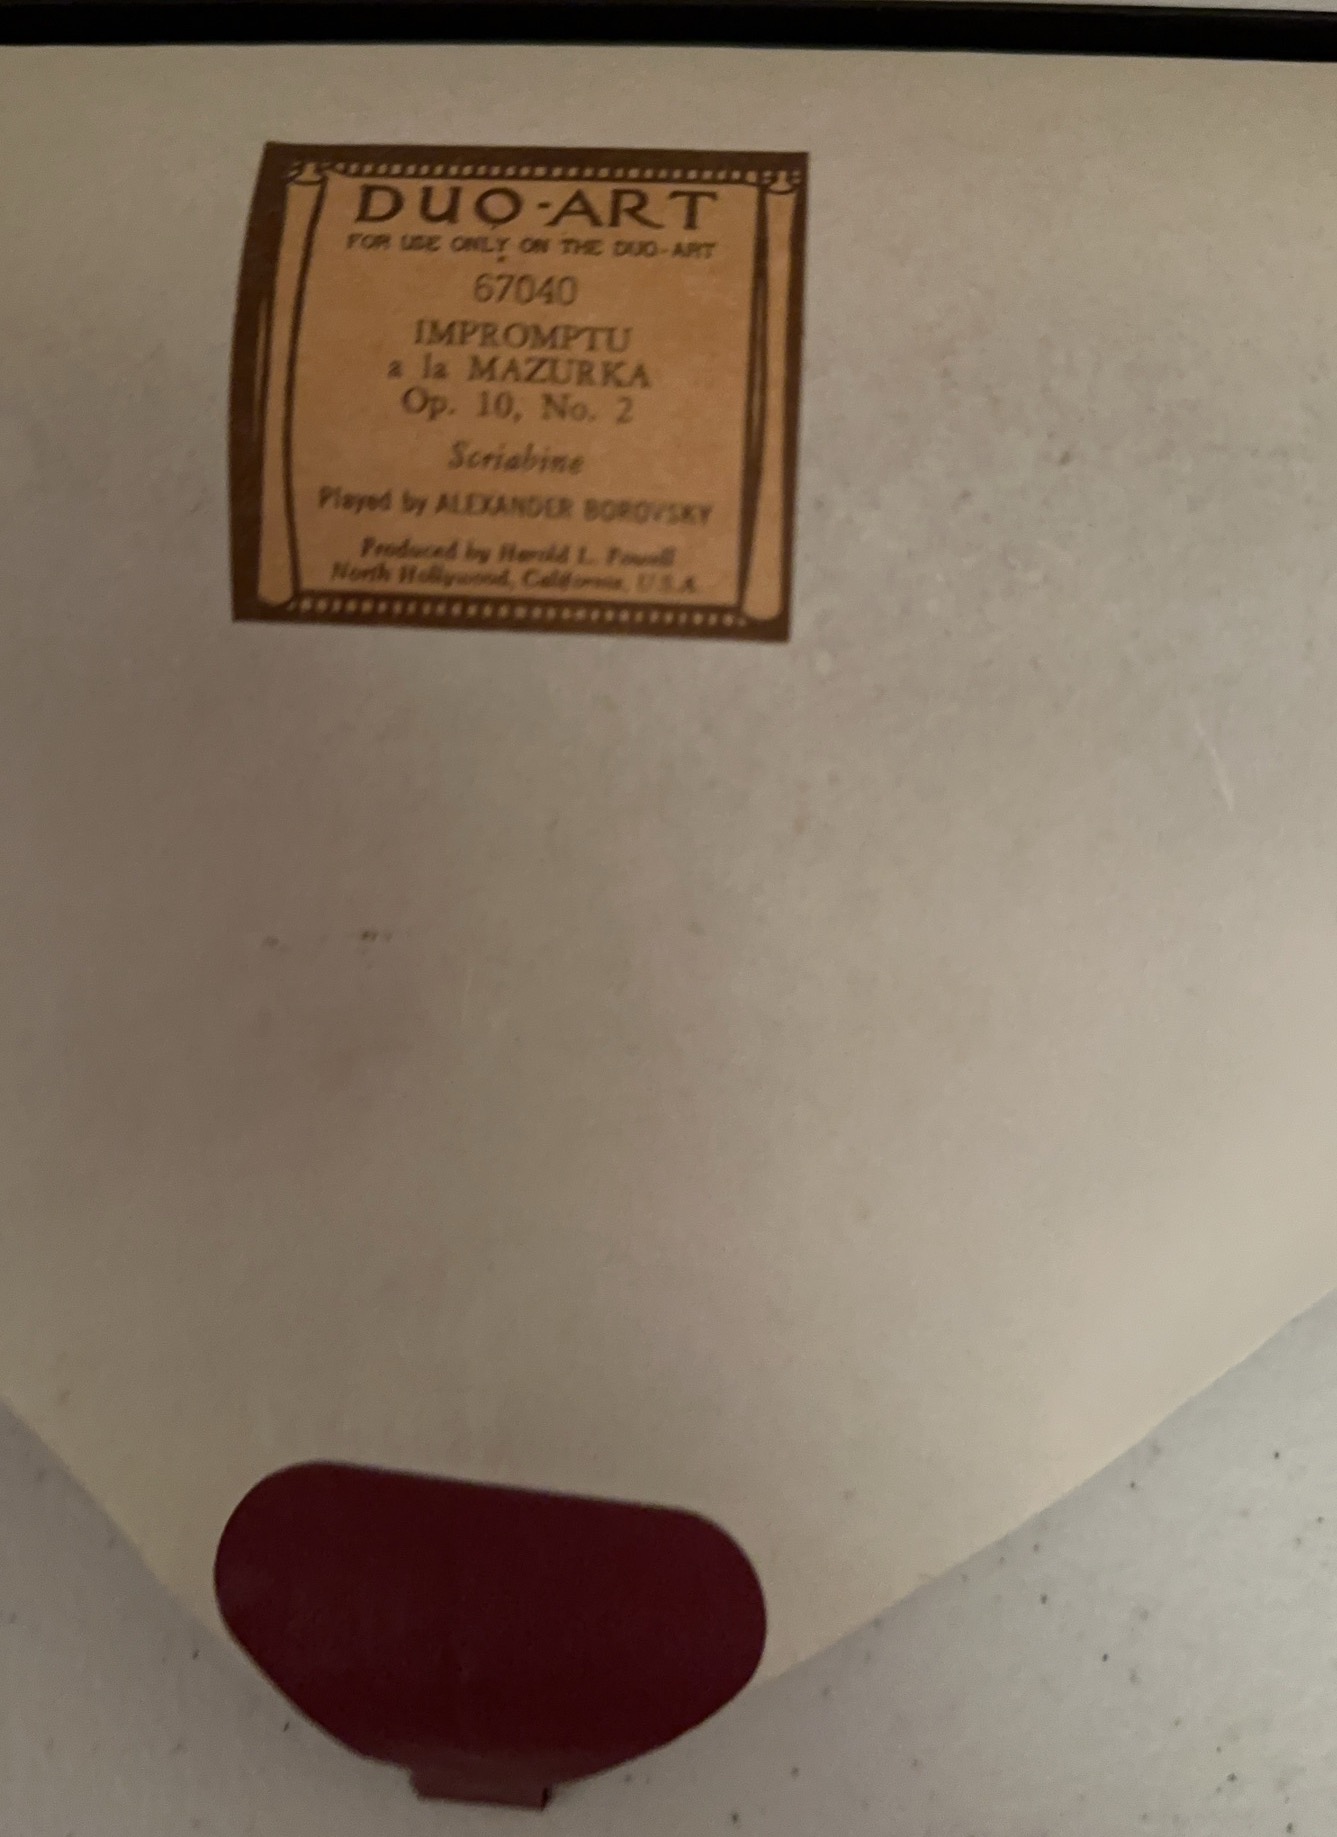 DUO-ART
FOR USE ONLY ON THE DUO-ART
67040
IMPROMPTU
a la MAZURKA
Op. 10, No. 2
Scriabine
Played by ALEXANDER BOROVSKY
Produced by Harold L. Powell
North Hollywood, California, U.S.A.